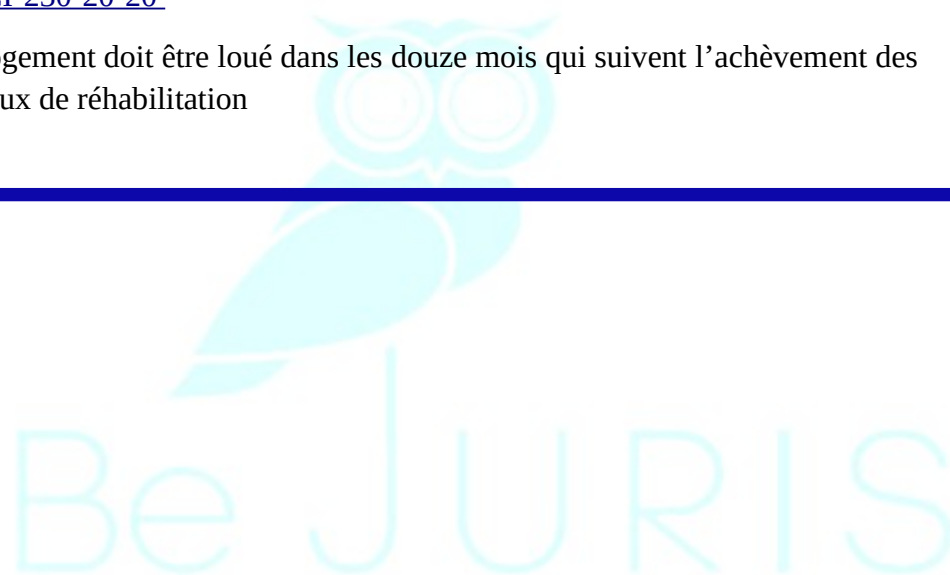 230-20-20
gement doit être loué dans les douze mois qui suivent l’achèvement des
ux de réhabilitation
Be JURIS